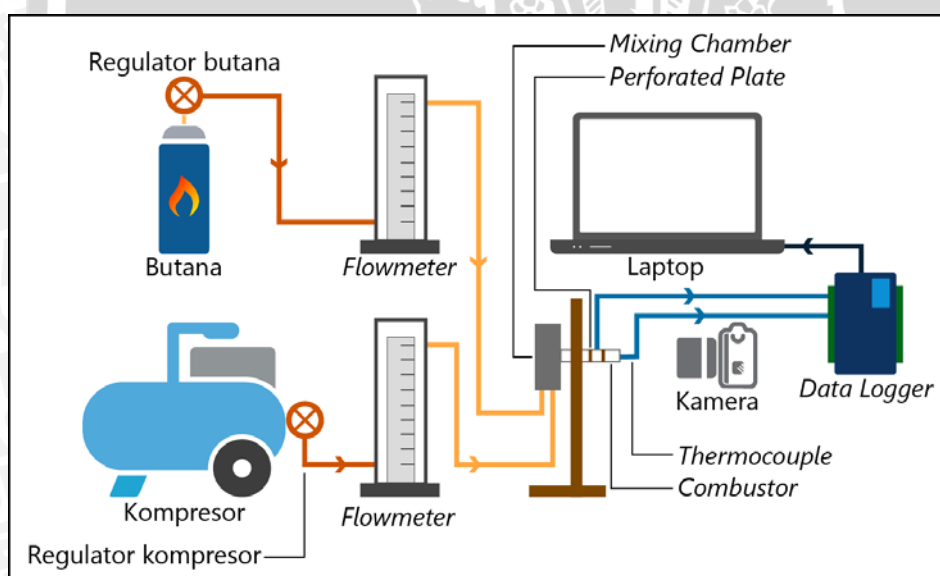 Mixing Chamber
Regulator butana
Perforated Plate
Butana
Flowmeter
Laptop
Kamera
Data Logger
Kompresor
Flowmeter
Thermocouple
Combustor
Regulator kompresor